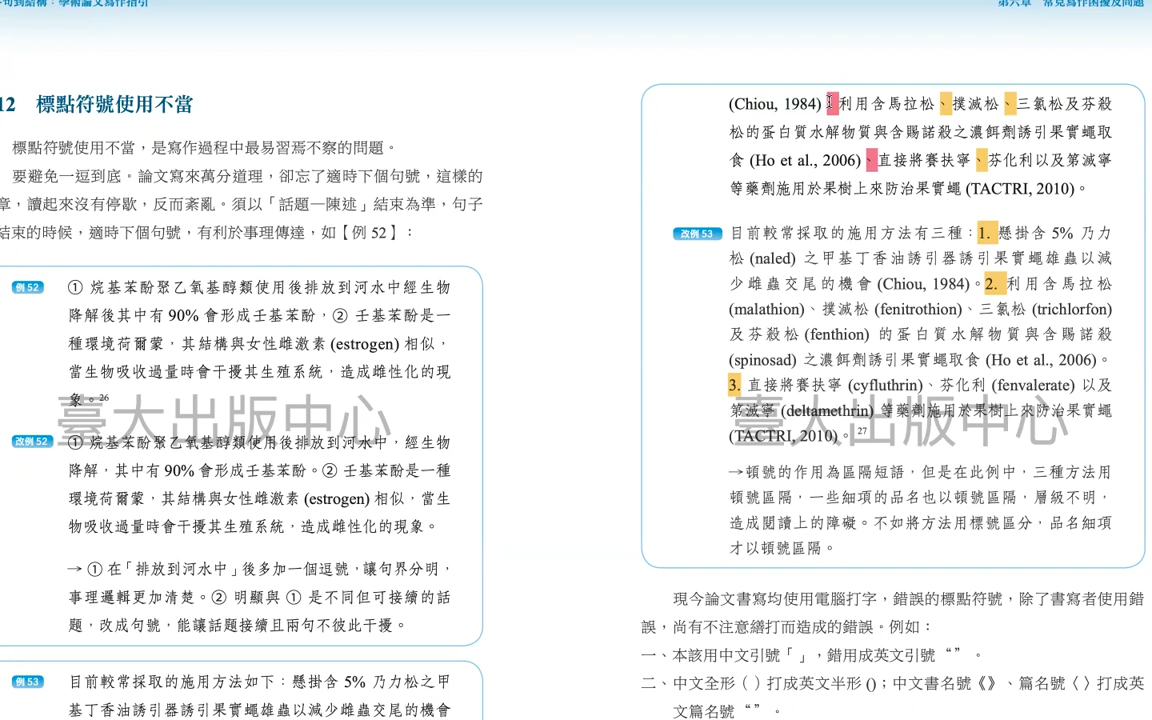 句到結構：學術論文寫作指引
12 標點符號使用不當
標點符號使用不當，是寫作過程中最易習焉不察的問題。
要避免一逗到底。論文寫來萬分道理，卻忘了適時下個句號，這樣的
章，讀起來沒有停歇，反而紊亂。須以「話題─陳述」結束為準，句子
結束的時候，適時下個句號，有利於事理傳達，如【例 52】：
例 52 ① 烷基苯酚聚乙氧基醇類使用後排放到河水中經生物
降解後其中有 90% 會形成壬基苯酚，② 壬基苯酚是一
種環境荷爾蒙，其結構與女性雌激素 (estrogen) 相似，
當生物吸收過量時會干擾其生殖系統，造成雌性化的現
象。26
改例 52 ① 烷基苯酚聚乙氧基醇類使用後排放到河水中，經生物
降解，其中有 90% 會形成壬基苯酚。② 壬基苯酚是一種
環境荷爾蒙，其結構與女性雌激素 (estrogen) 相似，當生
物吸收過量時會干擾其生殖系統，造成雌性化的現象。
→ ① 在「排放到河水中」後多加一個逗號，讓句界分明，
事理邏輯更加清楚。② 明顯與 ① 是不同但可接續的話
題，改成句號，能讓話題接續且兩句不彼此干擾。
例 53 目前較常採取的施用方法如下：懸掛含 5% 乃力松之甲
基丁香油誘引器誘引果實蠅雄蟲以減少雌蟲交尾的機會
臺大出版中心
第六章 常見寫作困擾及問題
(Chiou, 1984)、利用含馬拉松、撲滅松、三氯松及芬殺
松的蛋白質水解物質與含賜諾殺之濃餌劑誘引果實蠅取
食 (Ho et al., 2006)、直接將賽扶寧、芬化利以及第滅寧
等藥劑施用於果樹上來防治果實蠅 (TACTRI, 2010)。
改例 53 目前較常採取的施用方法有三種：1. 懸掛含 5% 乃力
松 (naled) 之甲基丁香油誘引器誘引果實蠅雄蟲以減
少雌蟲交尾的機會 (Chiou, 1984)。2. 利用含馬拉松
(malathion)、撲滅松 (fenitrothion)、三氯松 (trichlorfon)
及芬殺松 (fenthion) 的蛋白質水解物質與含賜諾殺
(spinosad) 之濃餌劑誘引果實蠅取食 (Ho et al., 2006)。
3. 直接將賽扶寧 (cyfluthrin)、芬化利 (fenvalerate) 以及
第滅寧 (deltamethrin) 等藥劑施用於果樹上來防治果實蠅
(TACTRI, 2010)。27
→頓號的作用為區隔短語，但是在此例中，三種方法用
頓號區隔，一些細項的品名也以頓號區隔，層級不明，
造成閱讀上的障礙。不如將方法用標號區分，品名細項
才以頓號區隔。
現今論文書寫均使用電腦打字，錯誤的標點符號，除了書寫者使用錯
誤，尚有不注意繕打而造成的錯誤。例如：
一、本該用中文引號「 」，錯用成英文引號 “ ” 。
二、中文全形（ ）打成英文半形 ()；中文書名號《》、篇名號〈 〉打成英
文篇名號 “ ” 。
臺大出版中心